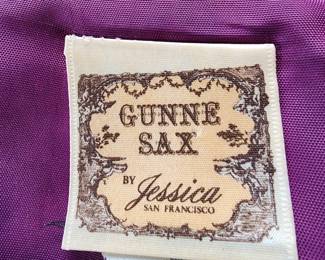 GUNNE
SAX
BY Jessica
SAN FRANCISCO